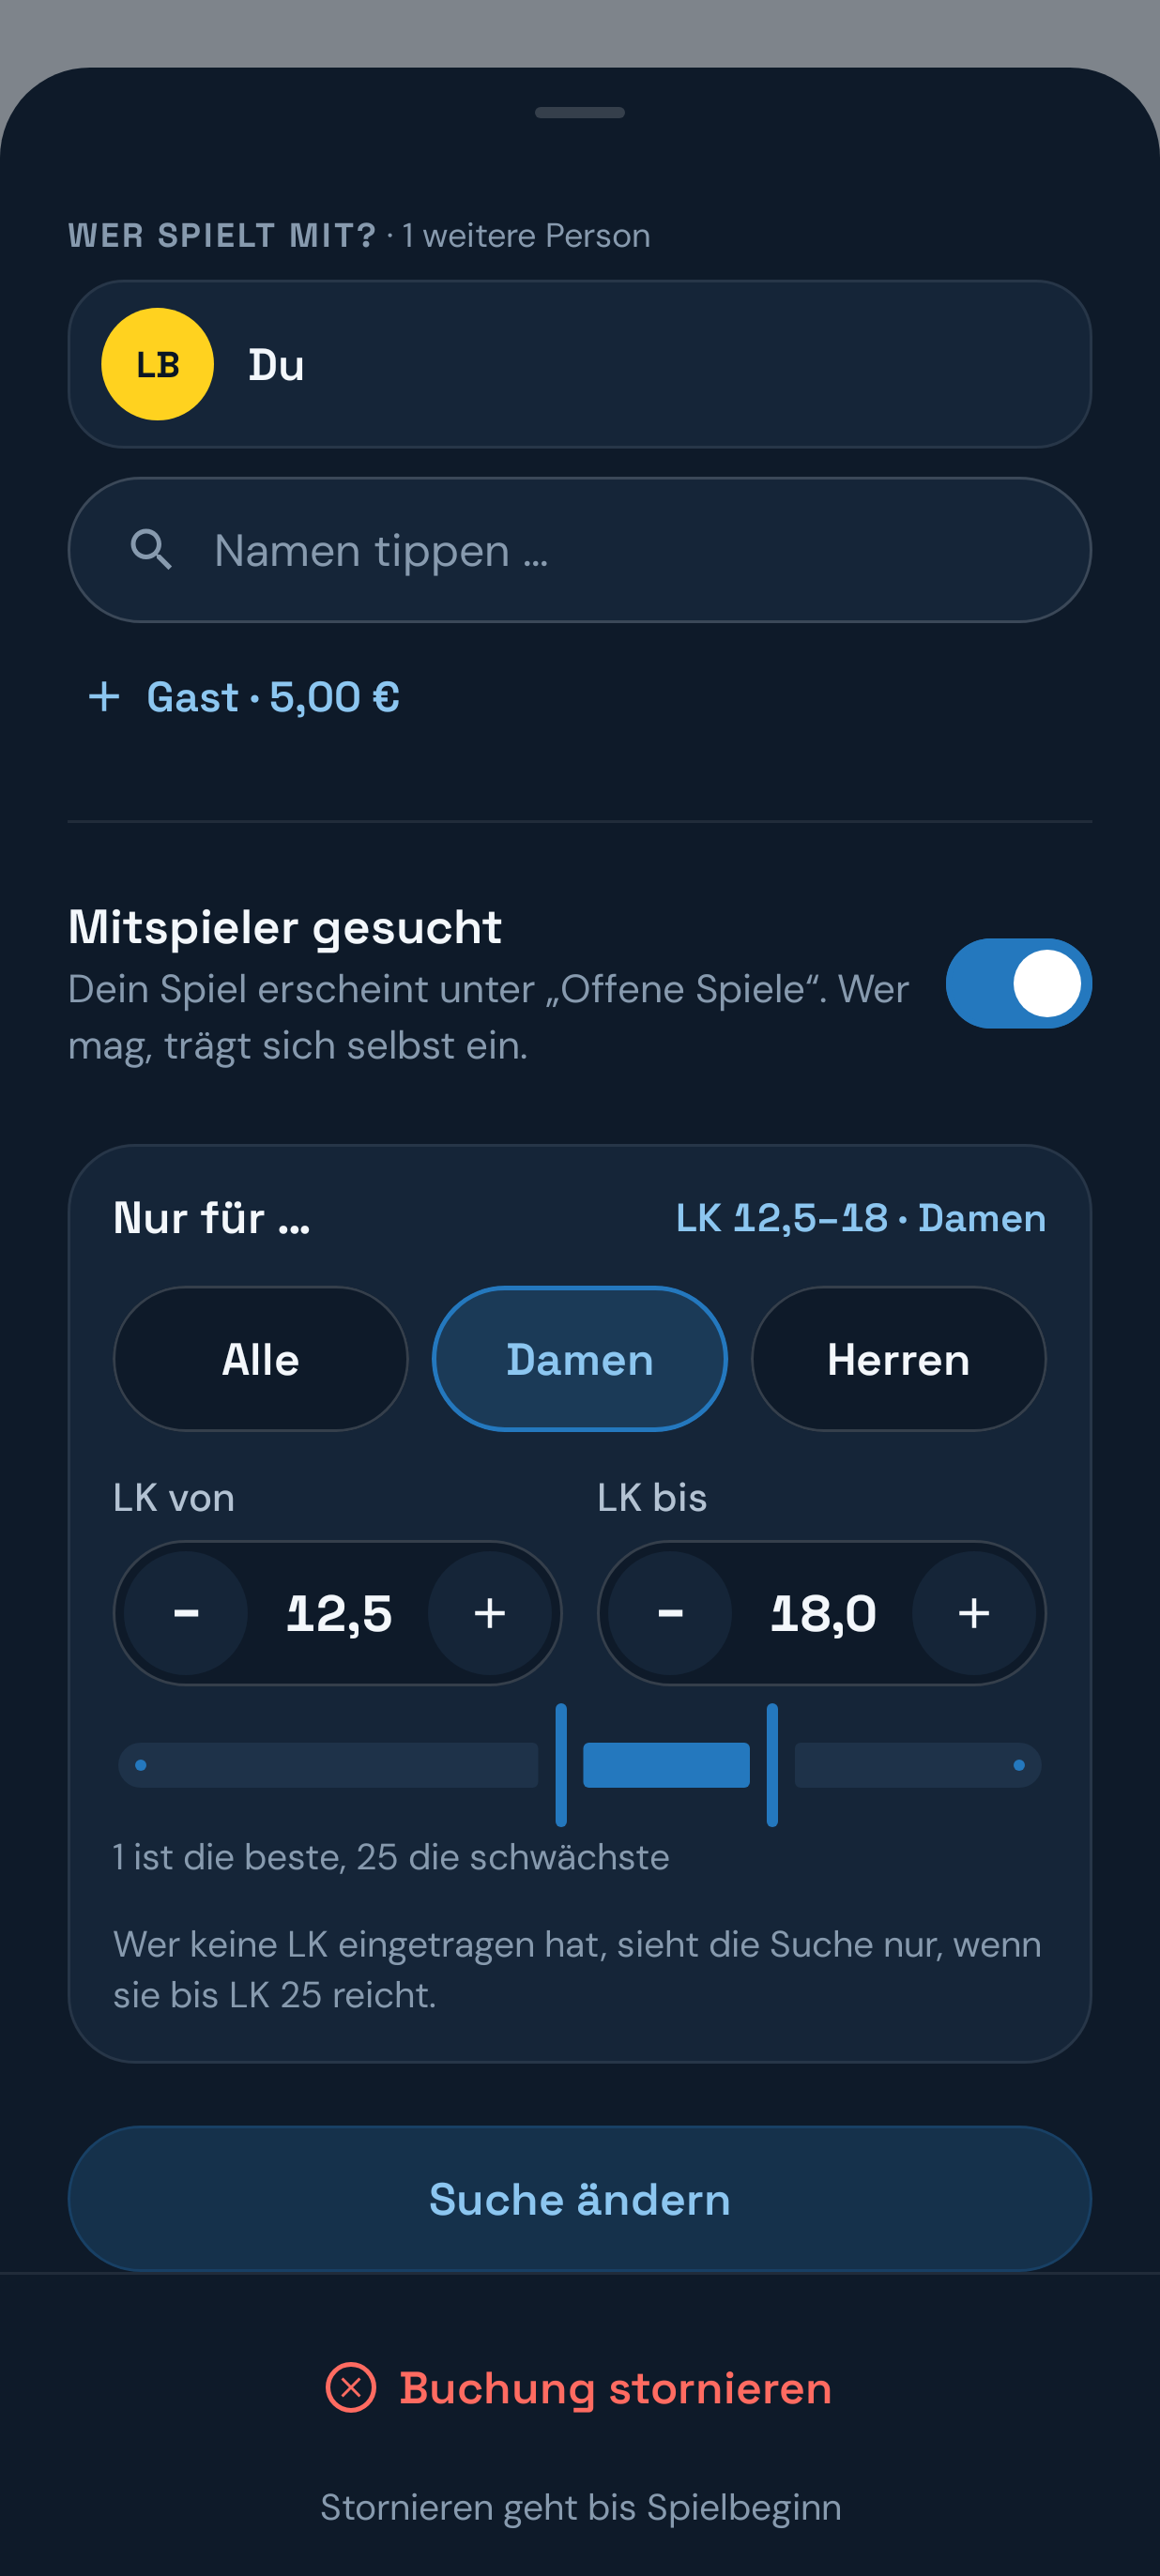 WER SPIELT MIT? · 1 weitere Person
LB Du
Namen tippen ...
+ Gast · 5,00 €
Mitspieler gesucht
Dein Spiel erscheint unter „Offene Spiele“. Wer
mag, trägt sich selbst ein.
Nur für ... LK 12,5–18 · Damen
Alle Damen Herren
LK von LK bis
– 12,5 + – 18,0 +
1 ist die beste, 25 die schwächste
Wer keine LK eingetragen hat, sieht die Suche nur, wenn
sie bis LK 25 reicht.
Suche ändern
Buchung stornieren
Stornieren geht bis Spielbeginn